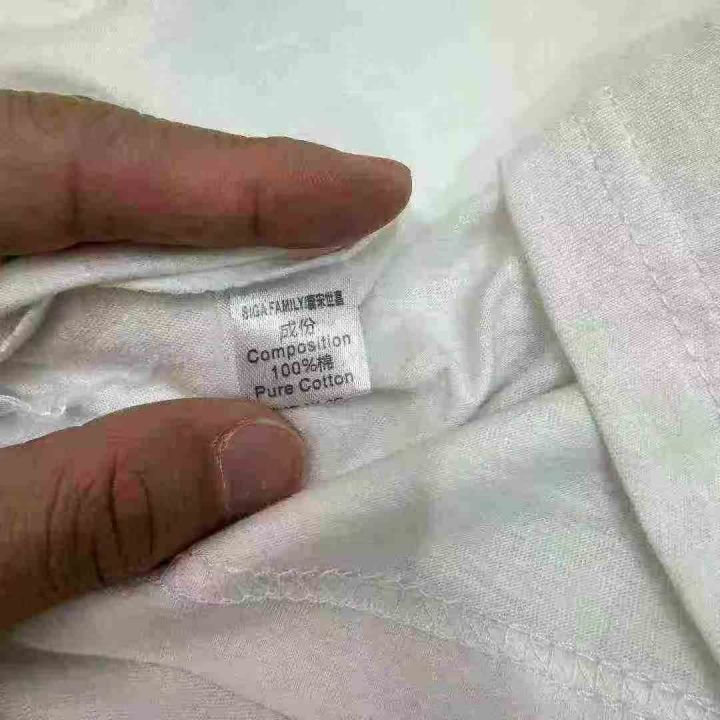 SIGA FAMILY
成份
Composition
100%棉
Pure Cotton